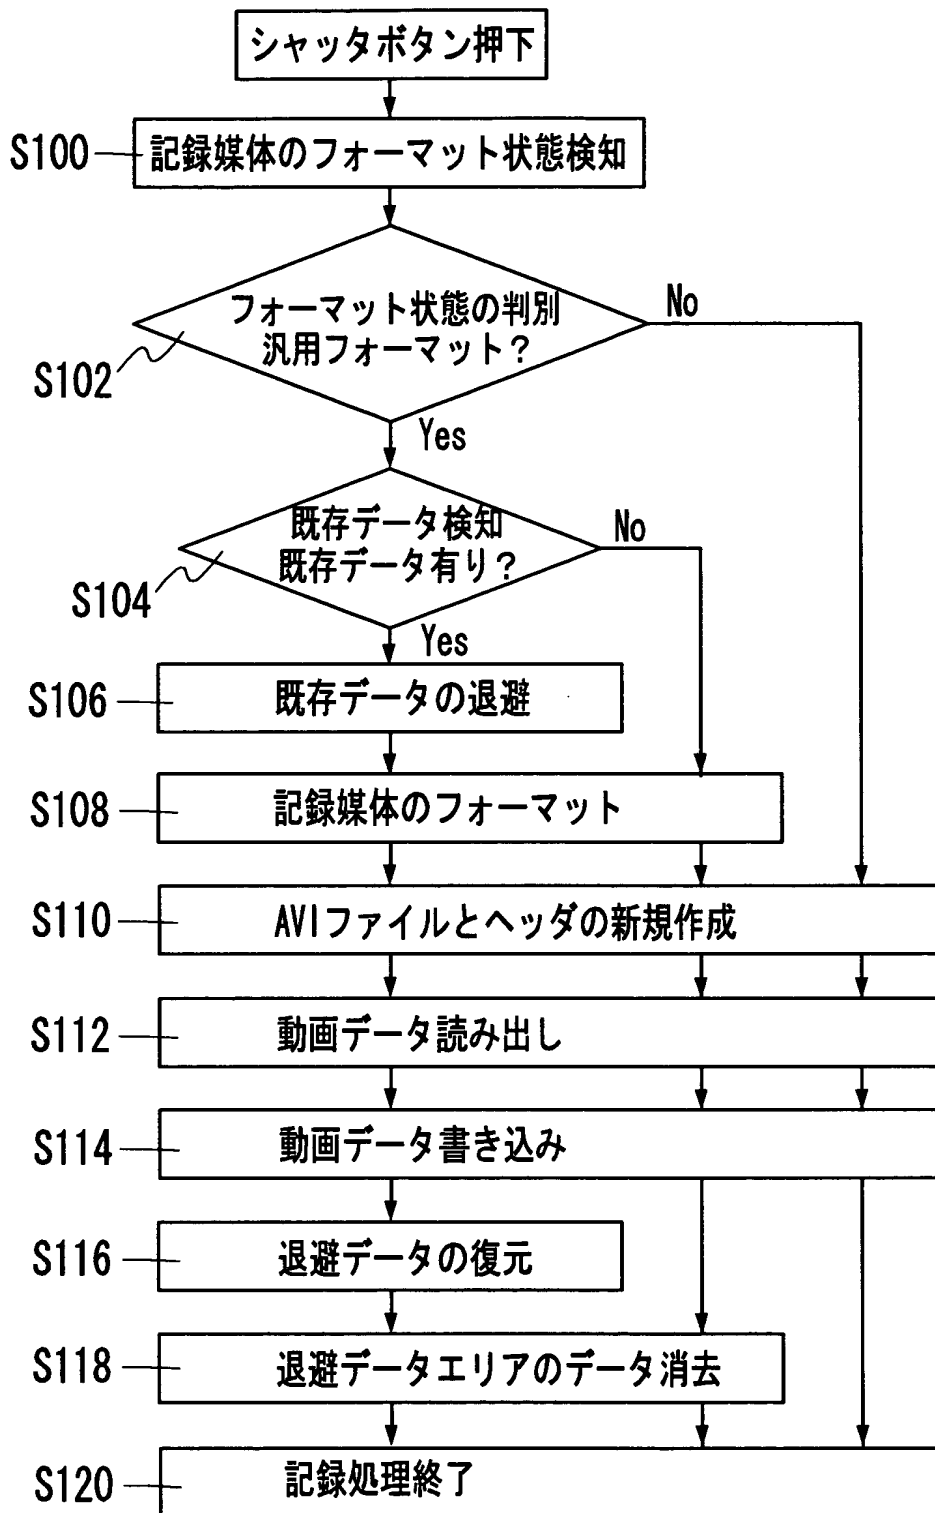 シャッタボタン押下
S100
記録媒体のフォーマット状態検知
フォーマット状態の判別
汎用フォーマット？
No
S102
Yes
既存データ検知
既存データ有り？
No
S104
Yes
S106
既存データの退避
S108
記録媒体のフォーマット
S110
AVIファイルとヘッダの新規作成
S112
動画データ読み出し
S114
動画データ書き込み
S116
退避データの復元
S118
退避データエリアのデータ消去
S120
記録処理終了